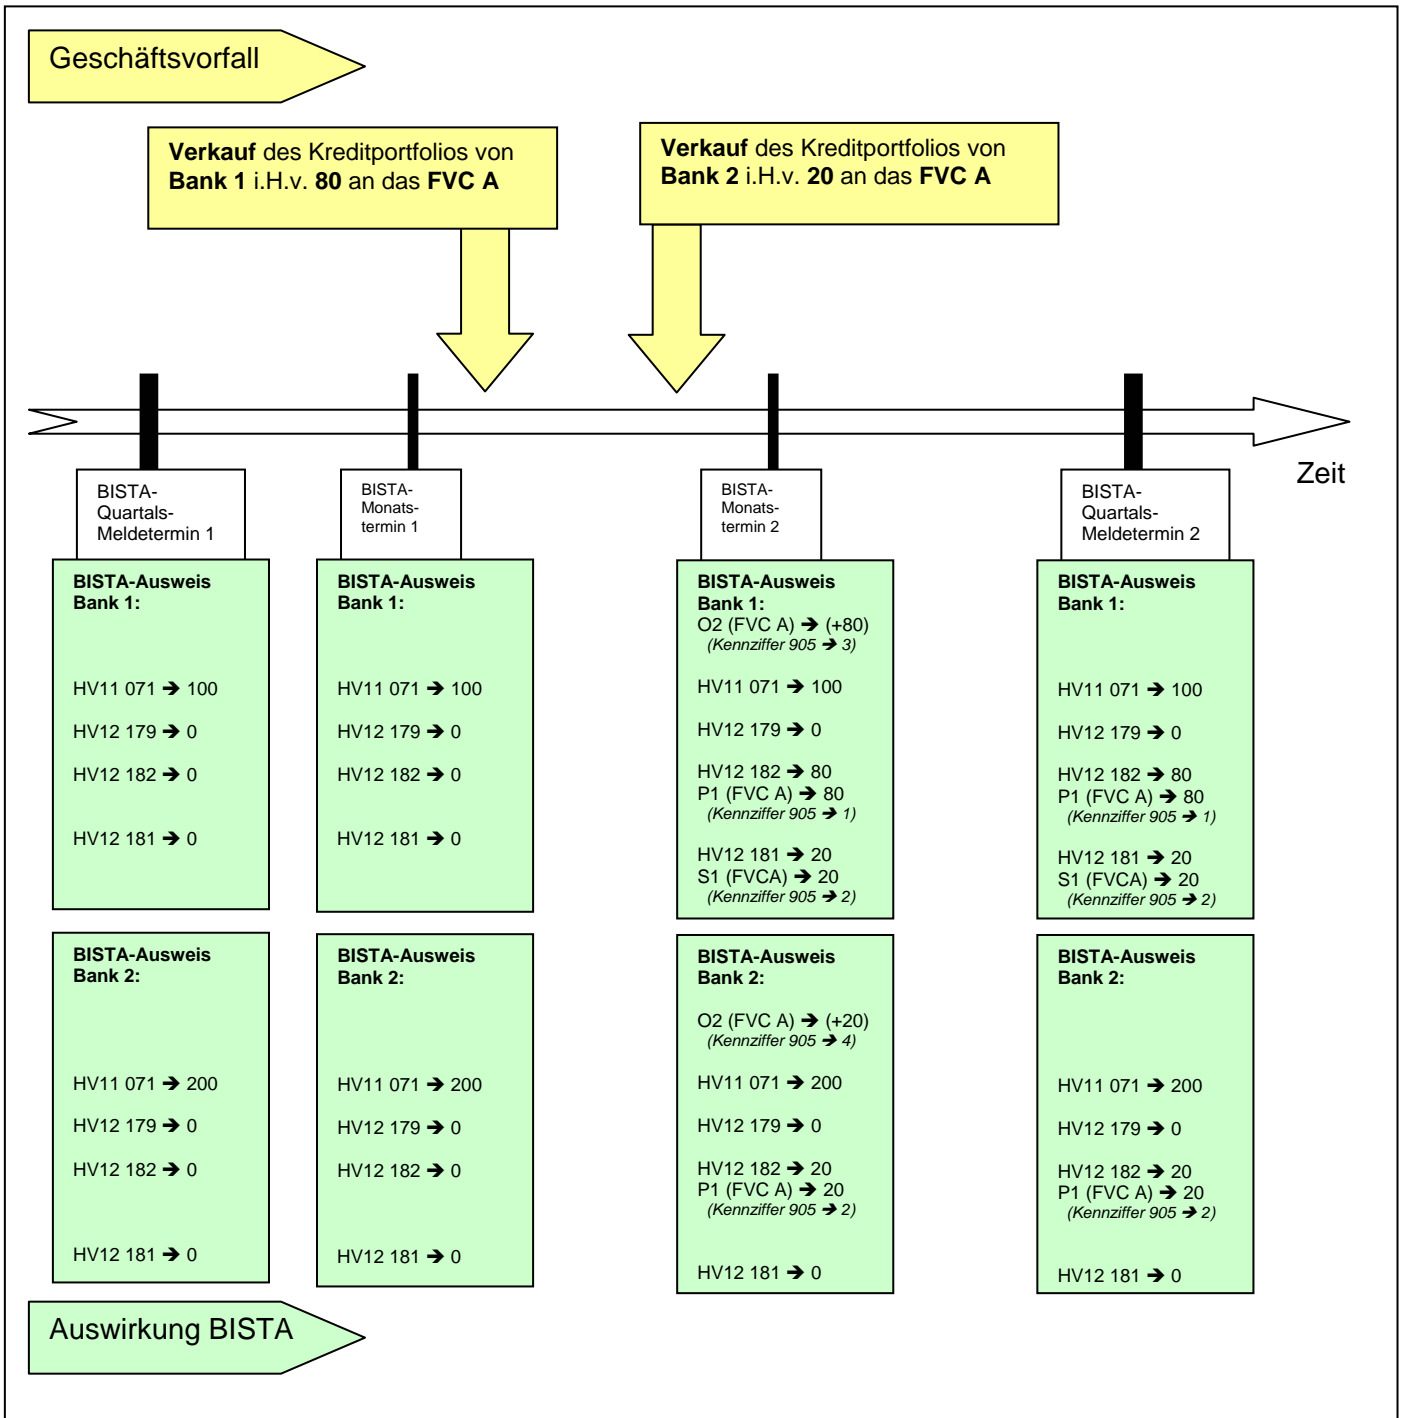 Geschäftsvorfall
Verkauf des Kreditportfolios von
Bank 1 i.H.v. 80 an das FVC A
Verkauf des Kreditportfolios von
Bank 2 i.H.v. 20 an das FVC A
Zeit
BISTA-
Quartals-
Meldetermin 1
BISTA-
Monats-
termin 1
BISTA-
Monats-
termin 2
BISTA-
Quartals-
Meldetermin 2
BISTA-Ausweis
Bank 1:
HV11 071 ➔ 100
HV12 179 ➔ 0
HV12 182 ➔ 0
HV12 181 ➔ 0
BISTA-Ausweis
Bank 1:
HV11 071 ➔ 100
HV12 179 ➔ 0
HV12 182 ➔ 0
HV12 181 ➔ 0
BISTA-Ausweis
Bank 1:
O2 (FVC A) ➔ (+80)
(Kennziffer 905 ➔ 3)
HV11 071 ➔ 100
HV12 179 ➔ 0
HV12 182 ➔ 80
P1 (FVC A) ➔ 80
(Kennziffer 905 ➔ 1)
HV12 181 ➔ 20
S1 (FVCA) ➔ 20
(Kennziffer 905 ➔ 2)
BISTA-Ausweis
Bank 1:
HV11 071 ➔ 100
HV12 179 ➔ 0
HV12 182 ➔ 80
P1 (FVC A) ➔ 80
(Kennziffer 905 ➔ 1)
HV12 181 ➔ 20
S1 (FVCA) ➔ 20
(Kennziffer 905 ➔ 2)
BISTA-Ausweis
Bank 2:
HV11 071 ➔ 200
HV12 179 ➔ 0
HV12 182 ➔ 0
HV12 181 ➔ 0
BISTA-Ausweis
Bank 2:
HV11 071 ➔ 200
HV12 179 ➔ 0
HV12 182 ➔ 0
HV12 181 ➔ 0
BISTA-Ausweis
Bank 2:
O2 (FVC A) ➔ (+20)
(Kennziffer 905 ➔ 4)
HV11 071 ➔ 200
HV12 179 ➔ 0
HV12 182 ➔ 20
P1 (FVC A) ➔ 20
(Kennziffer 905 ➔ 2)
HV12 181 ➔ 0
BISTA-Ausweis
Bank 2:
HV11 071 ➔ 200
HV12 179 ➔ 0
HV12 182 ➔ 20
P1 (FVC A) ➔ 20
(Kennziffer 905 ➔ 2)
HV12 181 ➔ 0
Auswirkung BISTA